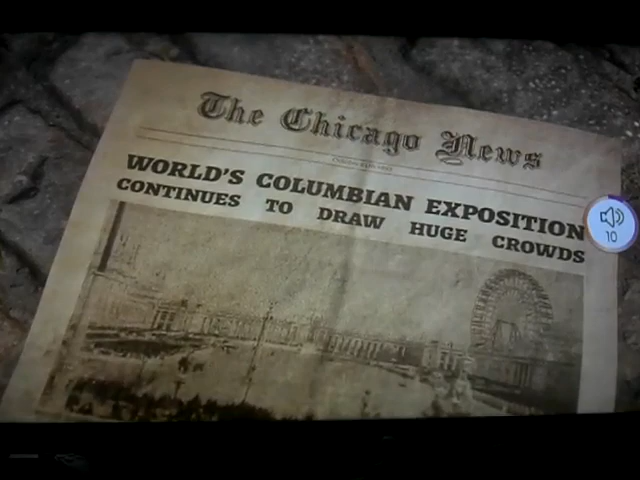 The Chicago News
WORLD'S COLUMBIAN EXPOSITION
CONTINUES TO DRAW HUGE CROWDS
10